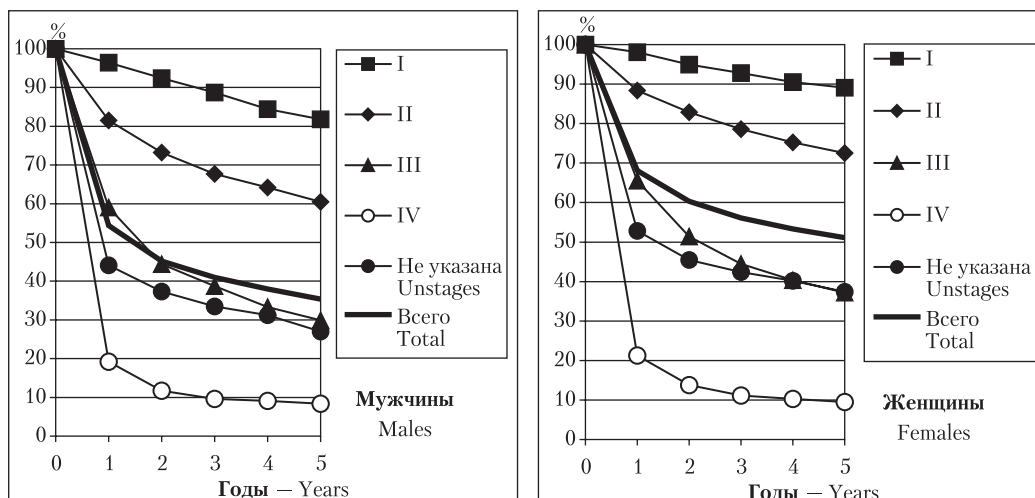 %
100
90
80
70
60
50
40
30
20
10
0
0 1 2 3 4 5
Годы — Years
I
II
III
IV
Не указана
Unstages
Всего
Total
Мужчины
Males
%
100
90
80
70
60
50
40
30
20
10
0
0 1 2 3 4 5
Годы — Years
I
II
III
IV
Не указана
Unstages
Всего
Total
Женщины
Females